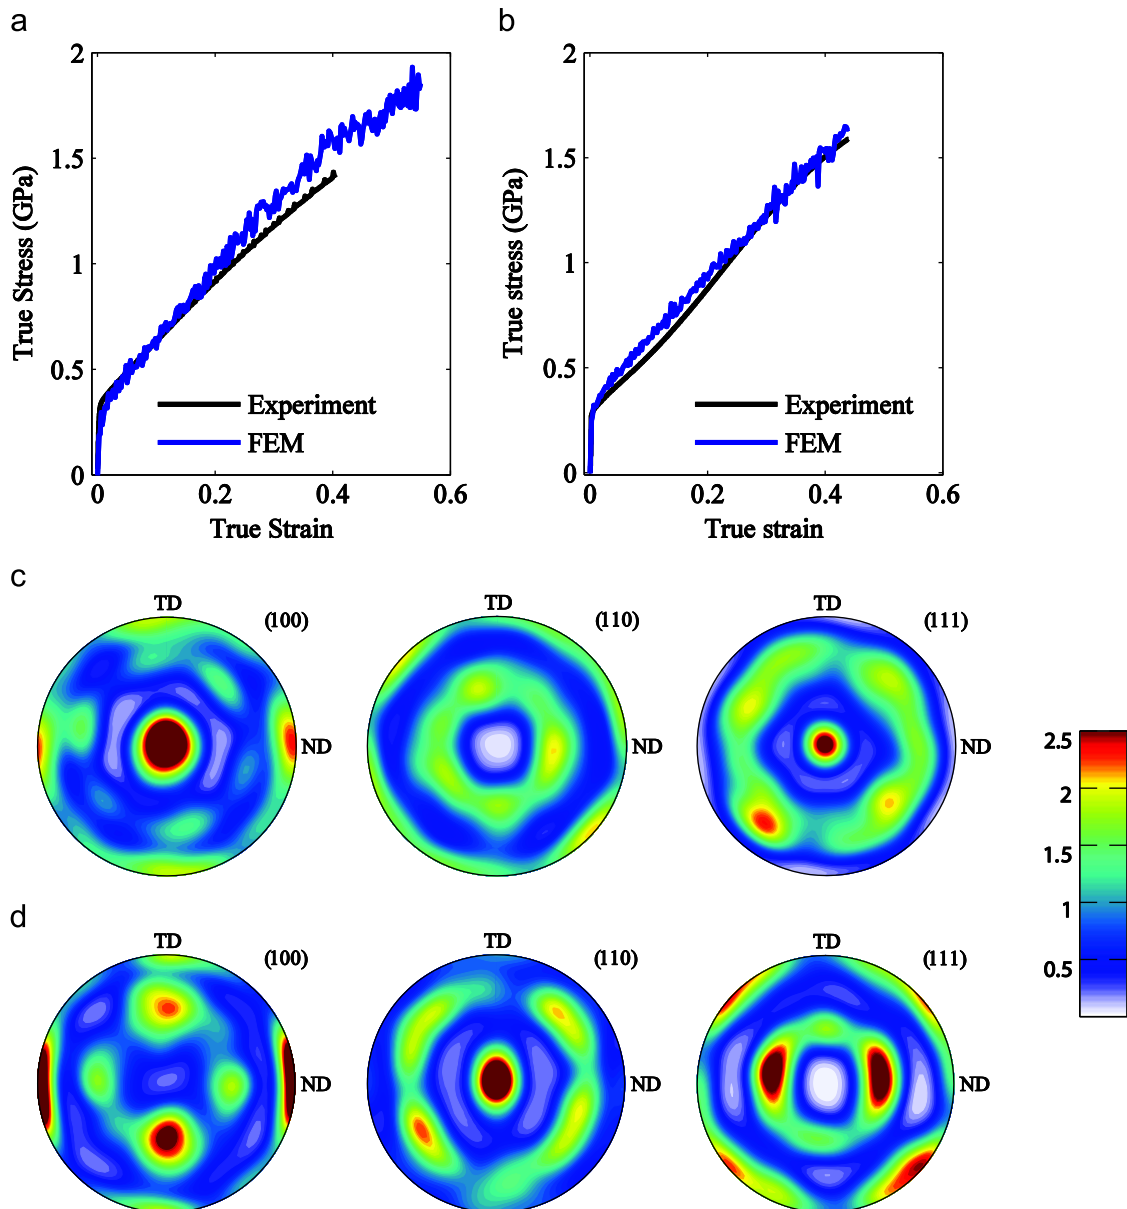 a
b
2
1.5
1
0.5
0
0
0.2
0.4
0.6
True Stress (GPa)
True Strain
Experiment
FEM
2
1.5
1
0.5
0
0
0.2
0.4
0.6
True stress (GPa)
True strain
Experiment
FEM
c
TD
(100)
ND
TD
(110)
ND
TD
(111)
ND
d
TD
(100)
ND
TD
(110)
ND
TD
(111)
ND
2.5
2
1.5
1
0.5